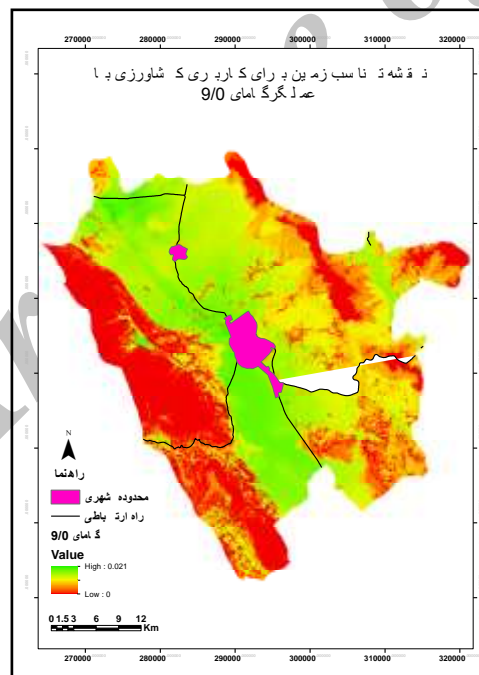 270000 280000 290000 300000 310000 320000
نقشه تناسب زمین برای کاربری کشاورزی با
عملگر گامای 9/0
N
راهنما
محدوده شهری
راه ارتباطی
گامای 9/0
Value
High : 0.021
Low : 0
0 1.5 3 6 9 12
Km
270000 280000 290000 300000 310000 320000